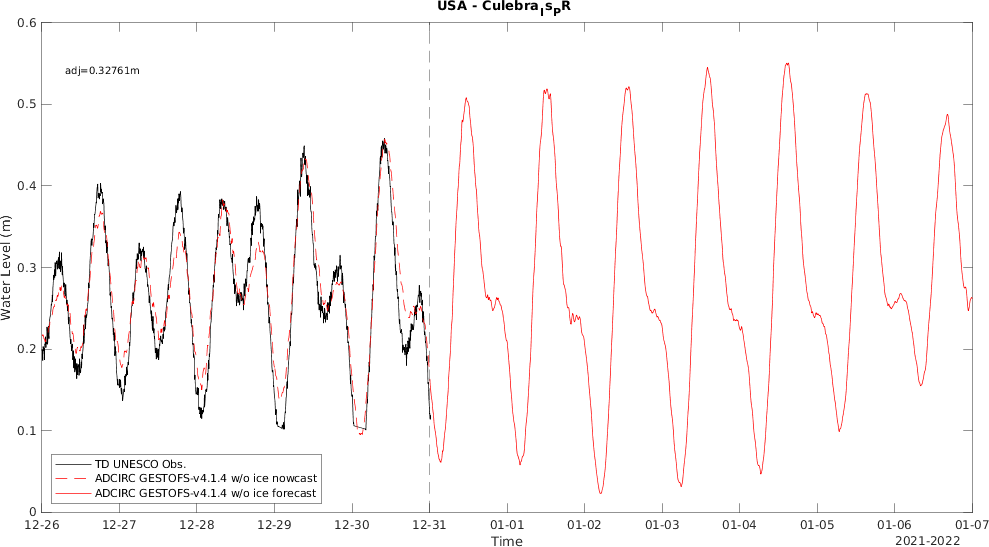 USA - CulebraIsPR
0.6
adj=0.32761m
0.5
0.4
0.3
0.2
0.1
0
Water Level (m)
TD UNESCO Obs.
ADCIRC GESTOFS-v4.1.4 w/o ice nowcast
ADCIRC GESTOFS-v4.1.4 w/o ice forecast
12-26 12-27 12-28 12-29 12-30 12-31 01-01 01-02 01-03 01-04 01-05 01-06 01-07
Time
2021-2022